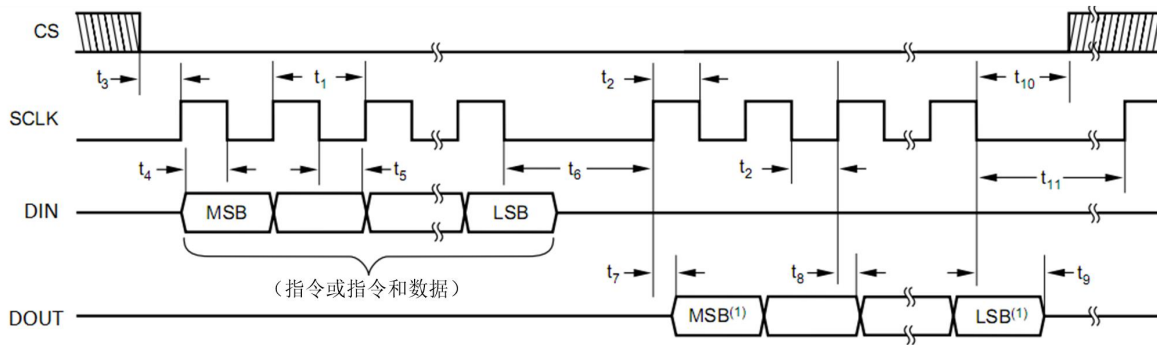 CS
t3 t1 t2 t10
SCLK
t4 t5 t6 t2 t11
DIN MSB LSB
(指令或指令和数据) t7 t8 t9
DOUT MSB(1) LSB(1)